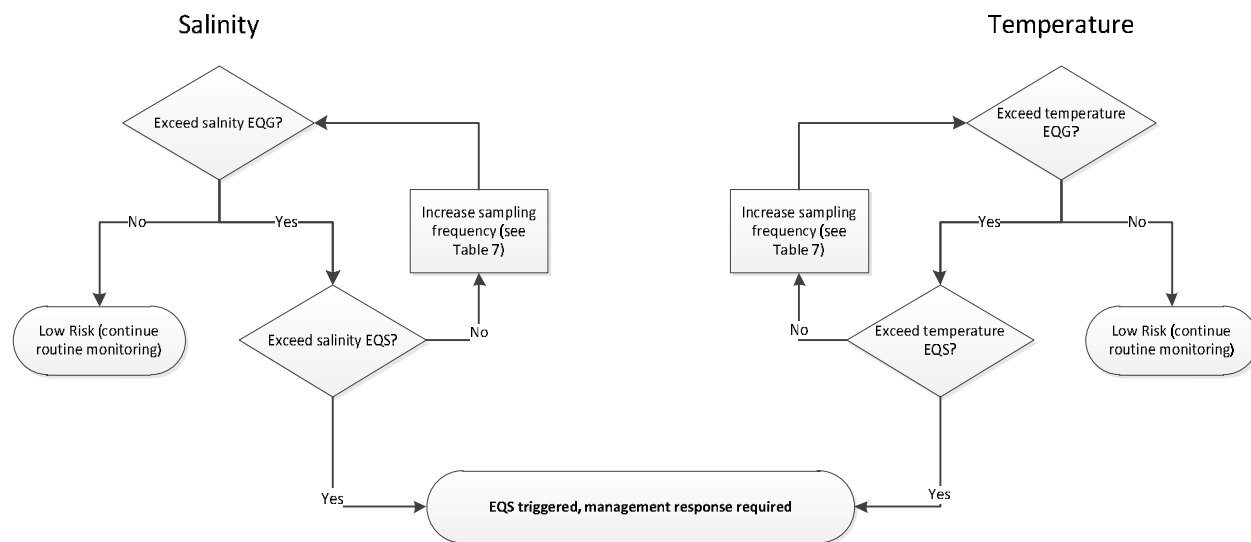 Salinity
Temperature
Exceed salnity EQG?
Exceed temperature
EQG?
No
Yes
Increase sampling
frequency (see
Table 7)
Increase sampling
frequency (see
Table 7)
Yes
No
Low Risk (continue
routine monitoring)
Exceed salinity EQS?
No
No
Exceed temperature
EQS?
Low Risk (continue
routine monitoring)
Yes
EQS triggered, management response required
Yes